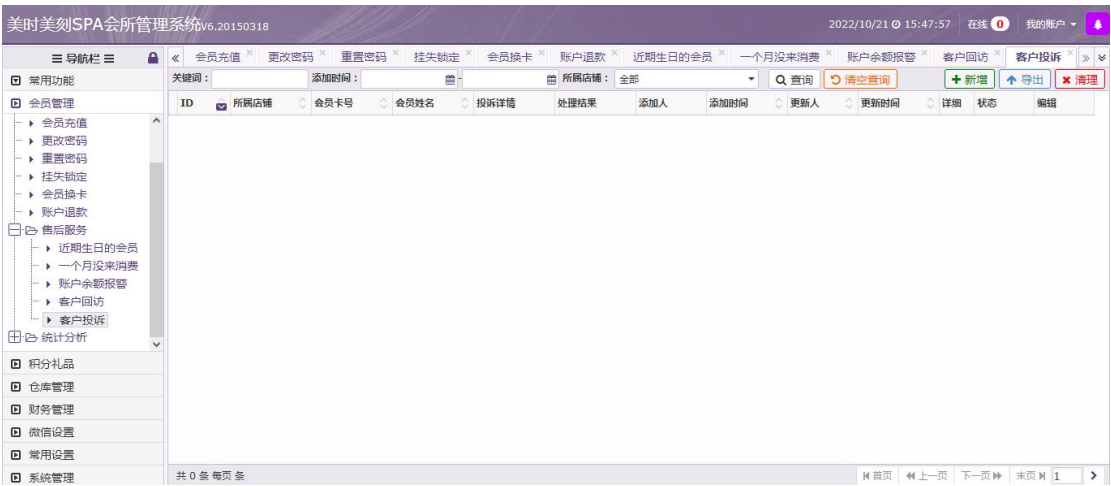 美时美刻SPA会所管理系统V6.20150318 2022/10/21 15:47:57 在线 0 我的账户
三导航栏三 会员充值 更改密码 重置密码 挂失锁定 会员换卡 账户退款 近期生日的会员 一个月没来消费 账户余额报警 客户回访 客户投诉
常用功能 关键词： 添加时间： - 所属店铺： 全部 查询 清空查询 新增 导出 清理
会员管理 ID 所属店铺 会员卡号 会员姓名 投诉详情 处理结果 添加人 添加时间 更新人 更新时间 详细 状态 编辑
会员充值
更改密码
重置密码
挂失锁定
会员换卡
账户退款
售后服务
近期生日的会员
一个月没来消费
账户余额报警
客户回访
客户投诉
统计分析
积分礼品
仓库管理
财务管理
微信设置
常用设置
系统管理 共 0 条 每页 条 首页 上一页 下一页 末页 1